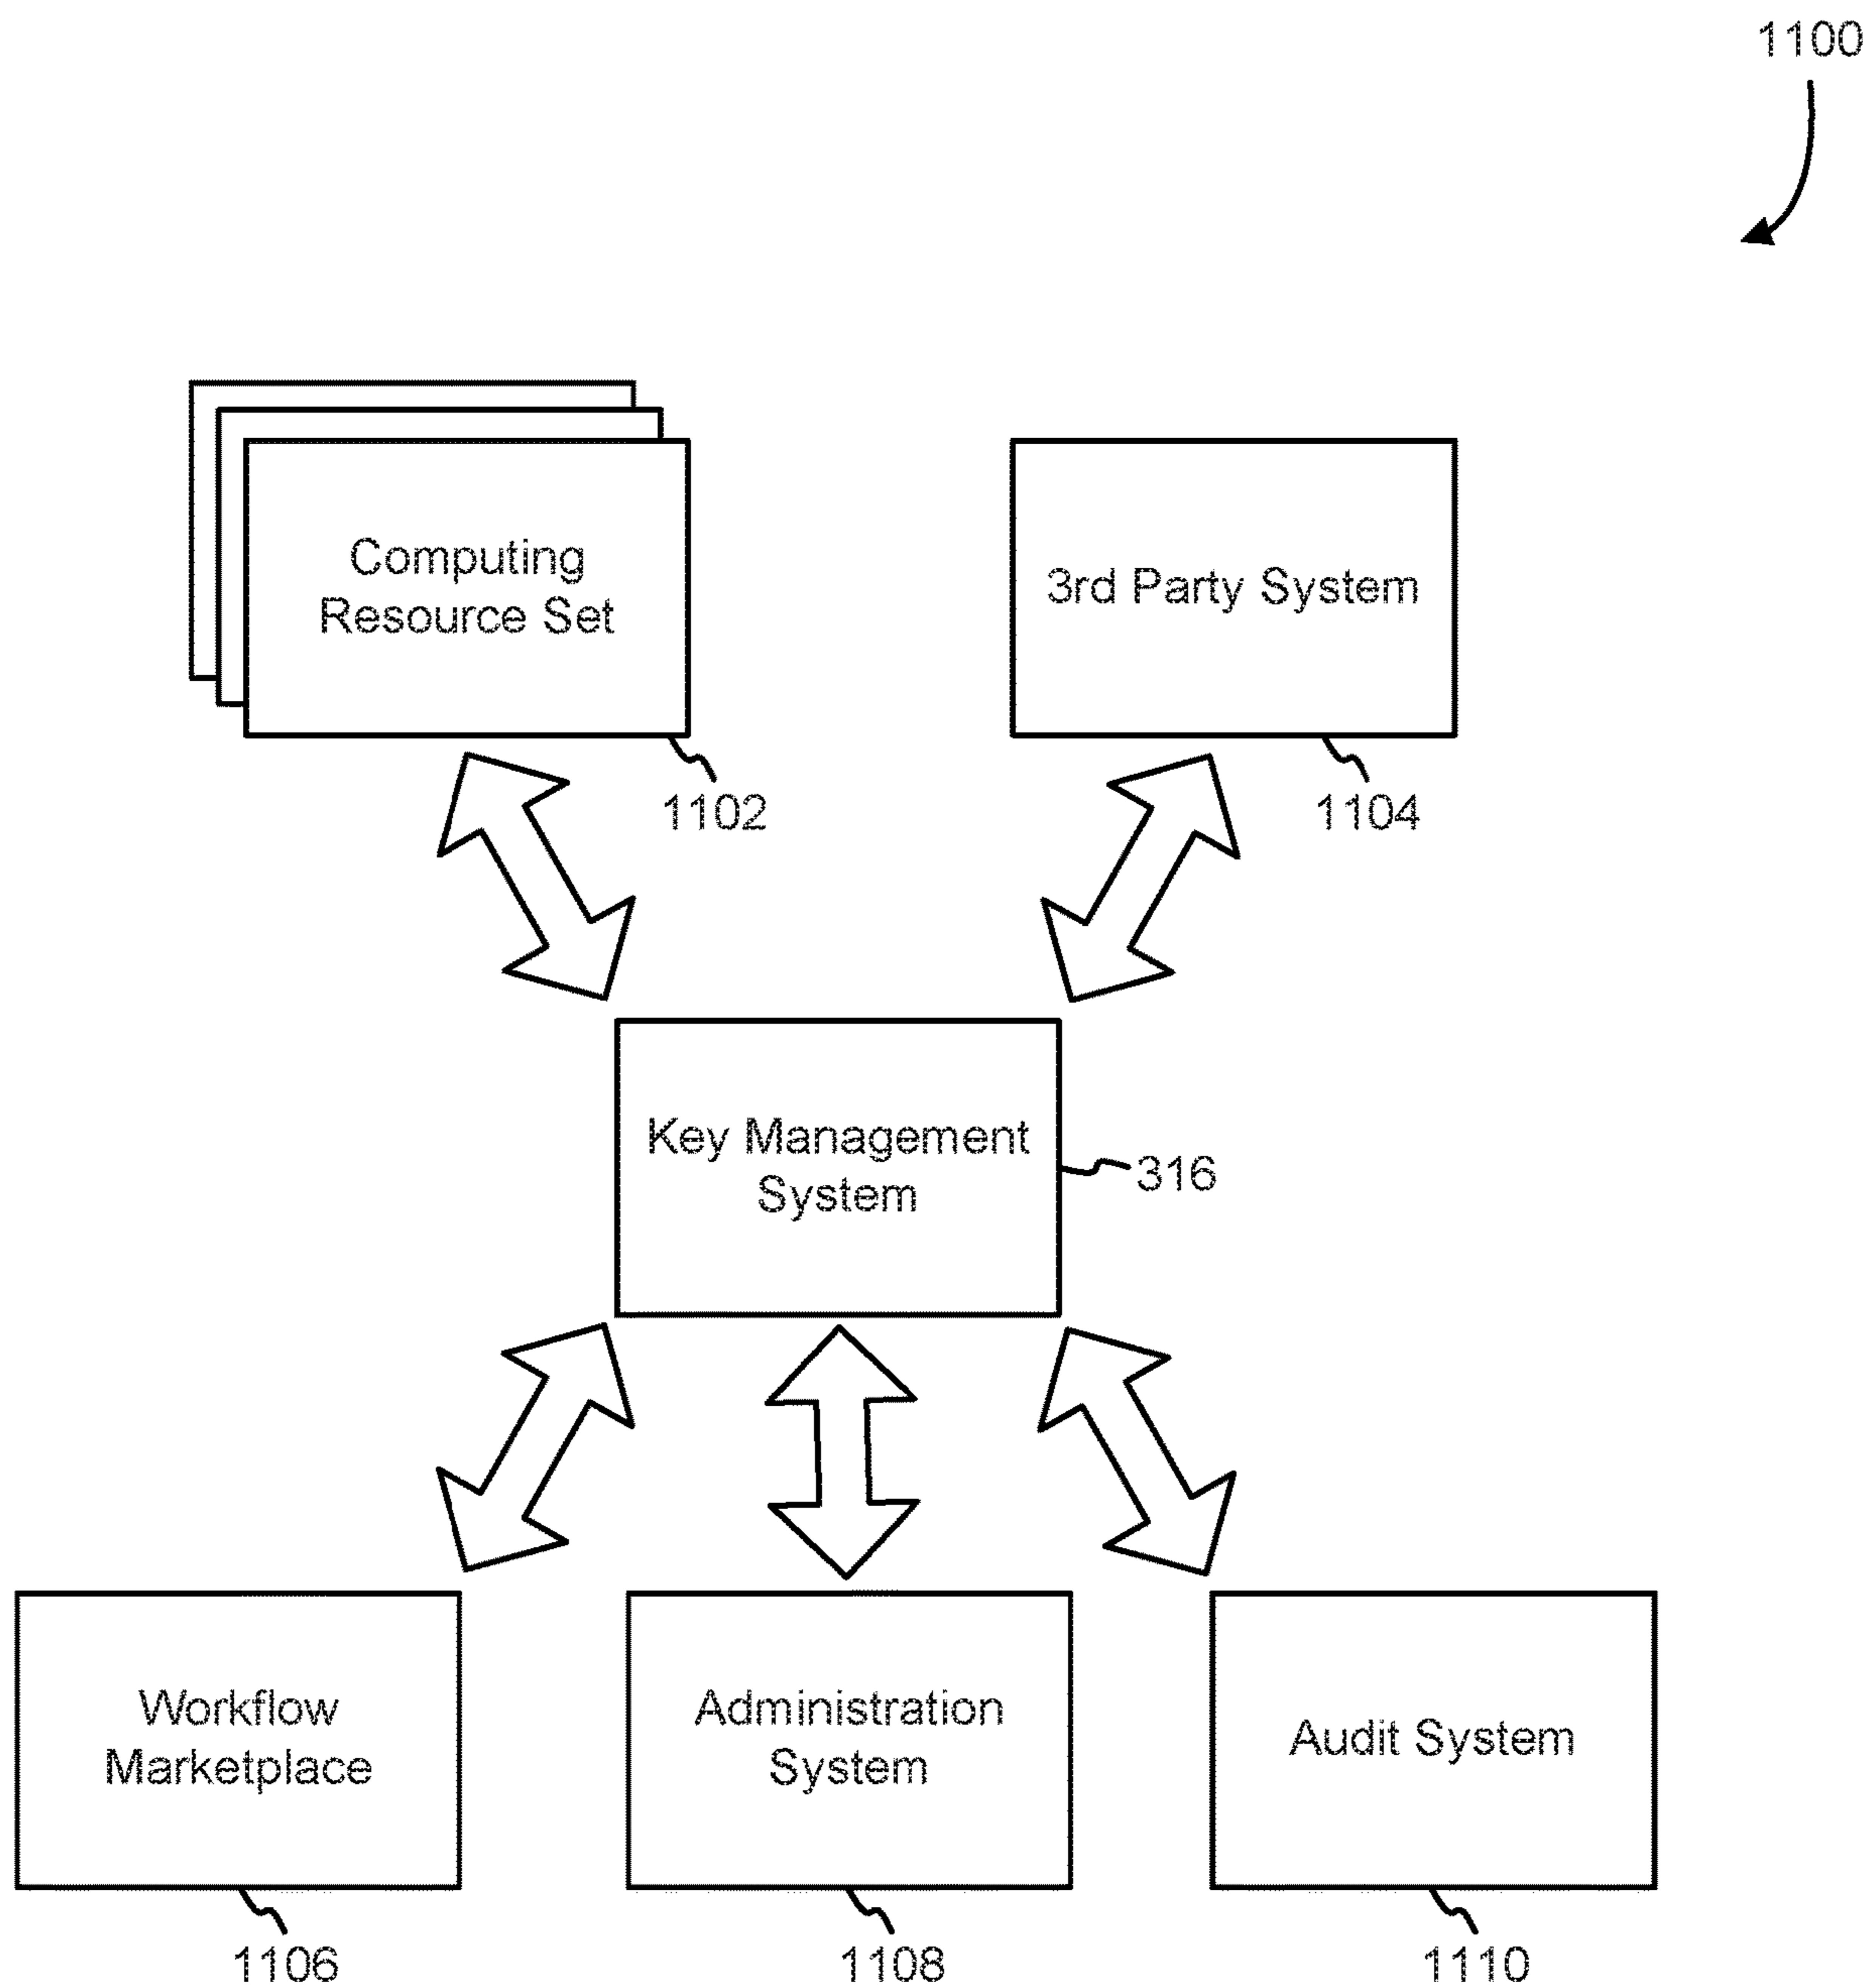 1100
Computing
Resource Set
3rd Party System
1102
1104
Key Management
System
316
Workflow
Marketplace
Administration
System
Audit System
1106
1108
1110